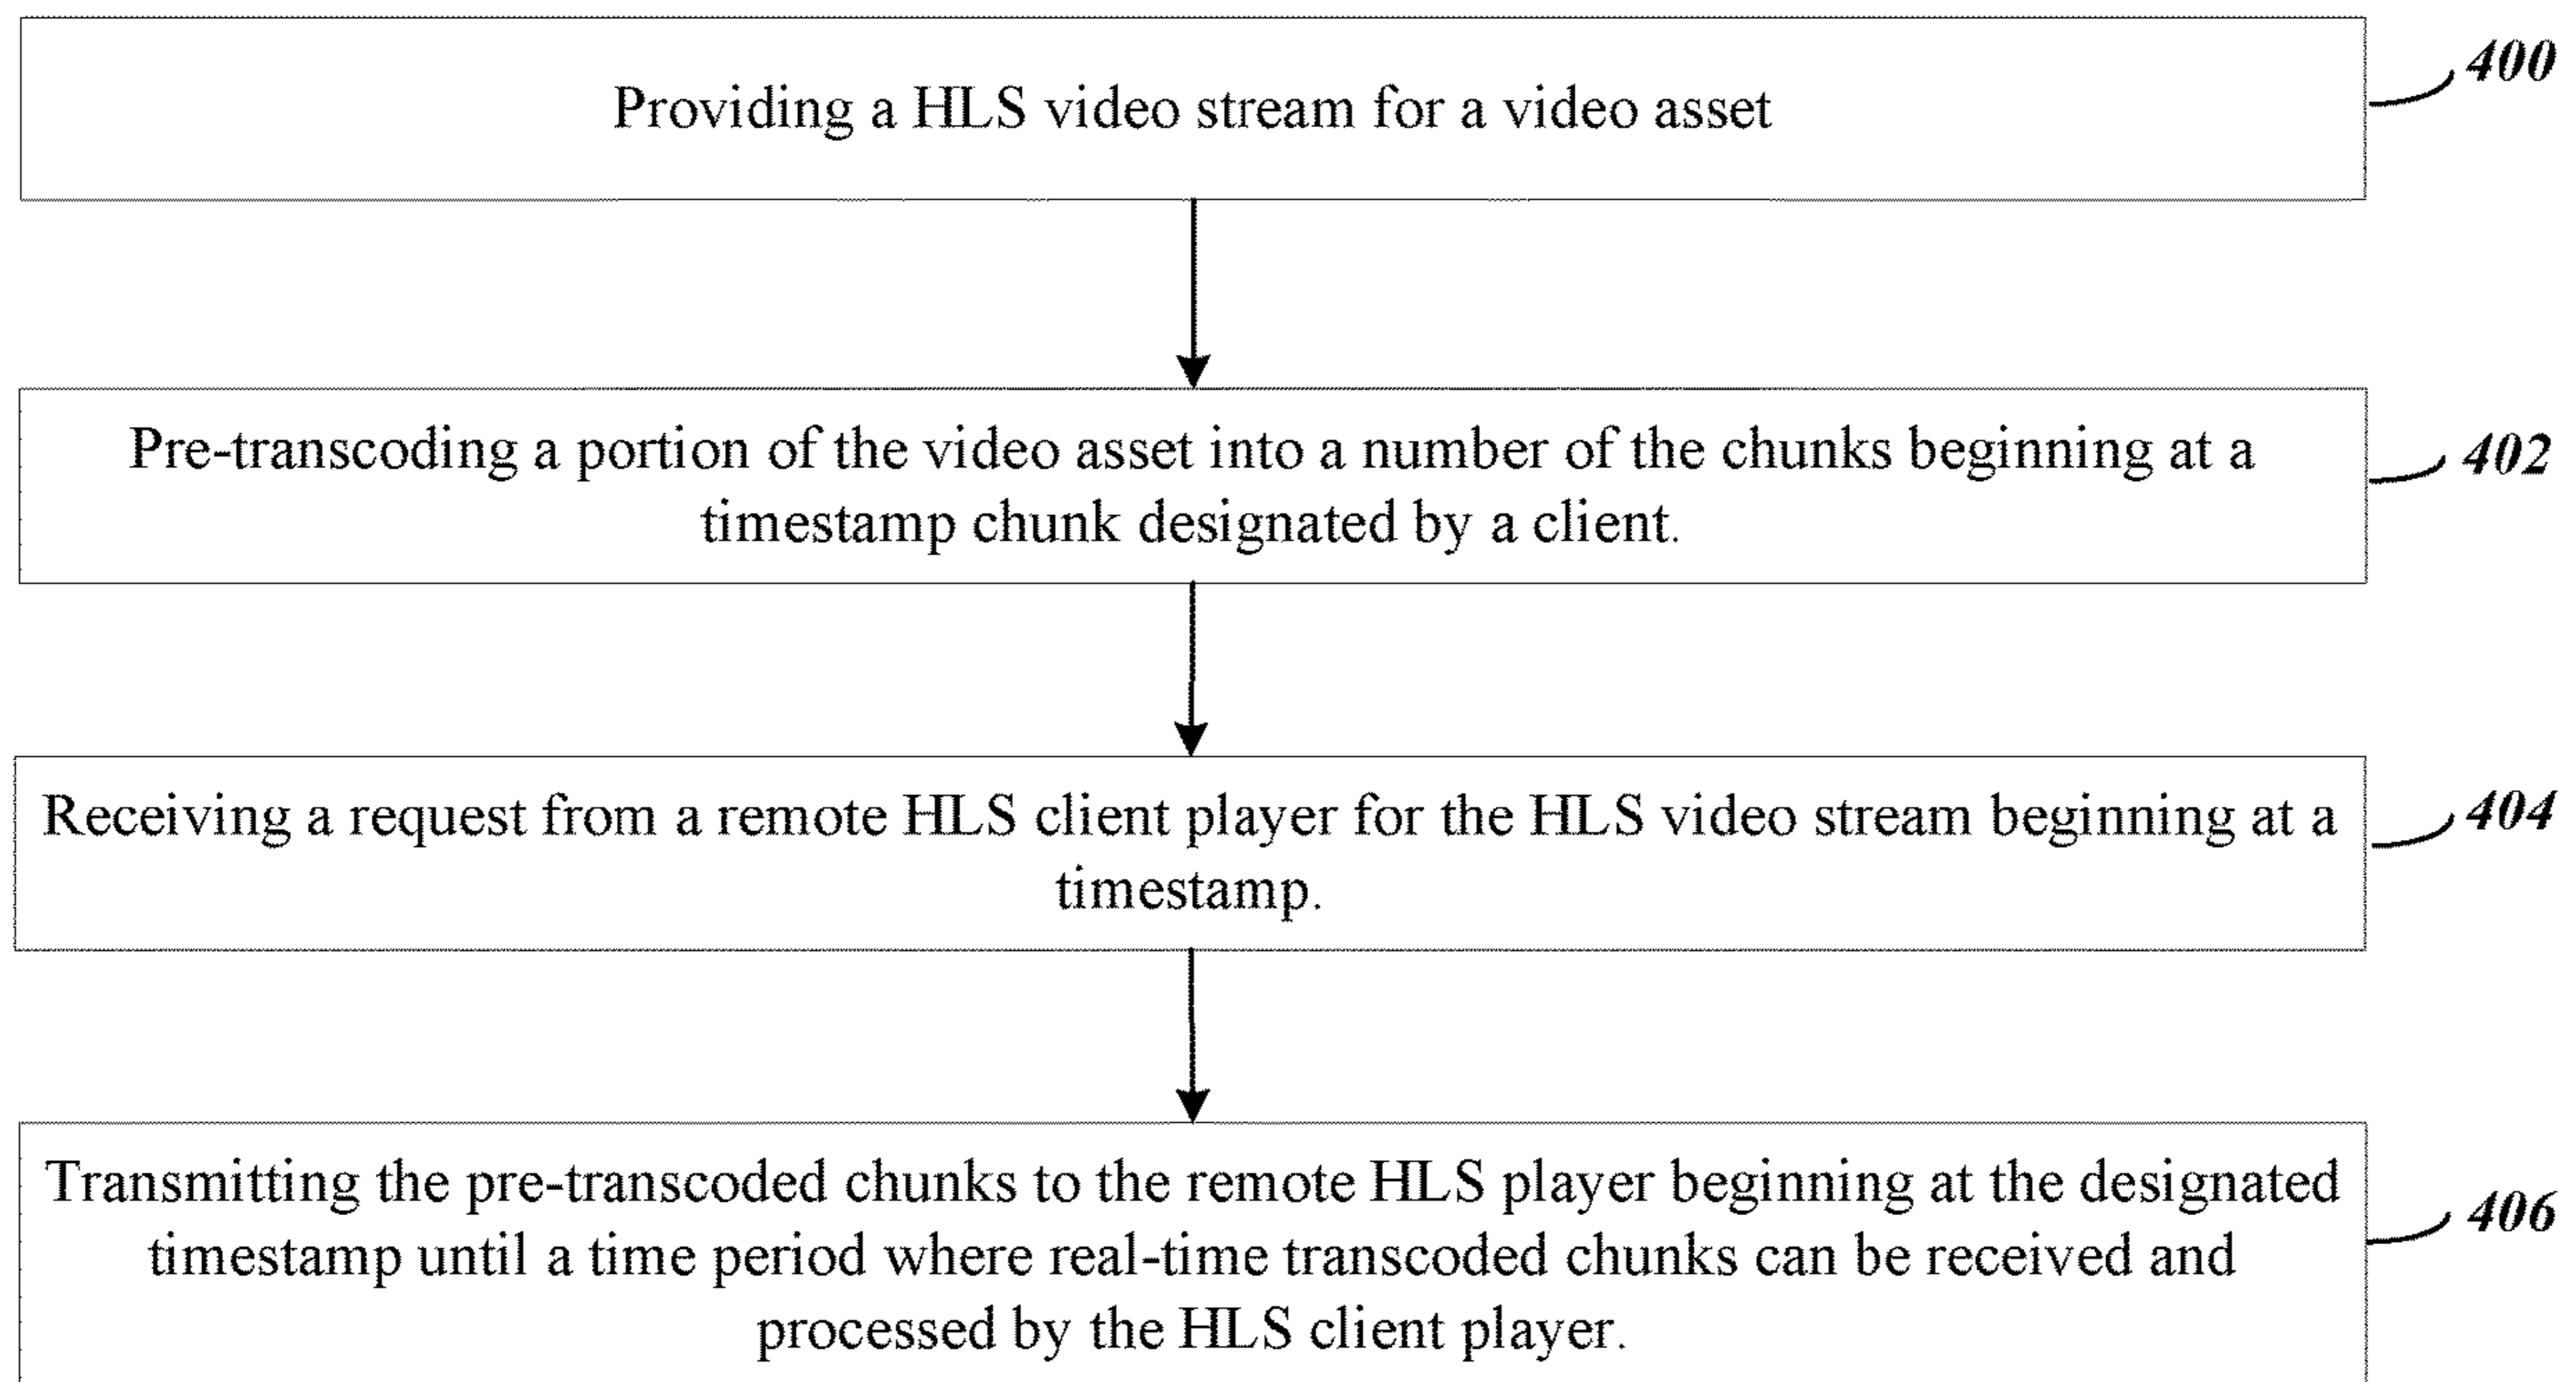 Providing a HLS video stream for a video asset
400
Pre-transcoding a portion of the video asset into a number of the chunks beginning at a
timestamp chunk designated by a client.
402
Receiving a request from a remote HLS client player for the HLS video stream beginning at a
timestamp.
404
Transmitting the pre-transcoded chunks to the remote HLS player beginning at the designated
timestamp until a time period where real-time transcoded chunks can be received and
processed by the HLS client player.
406